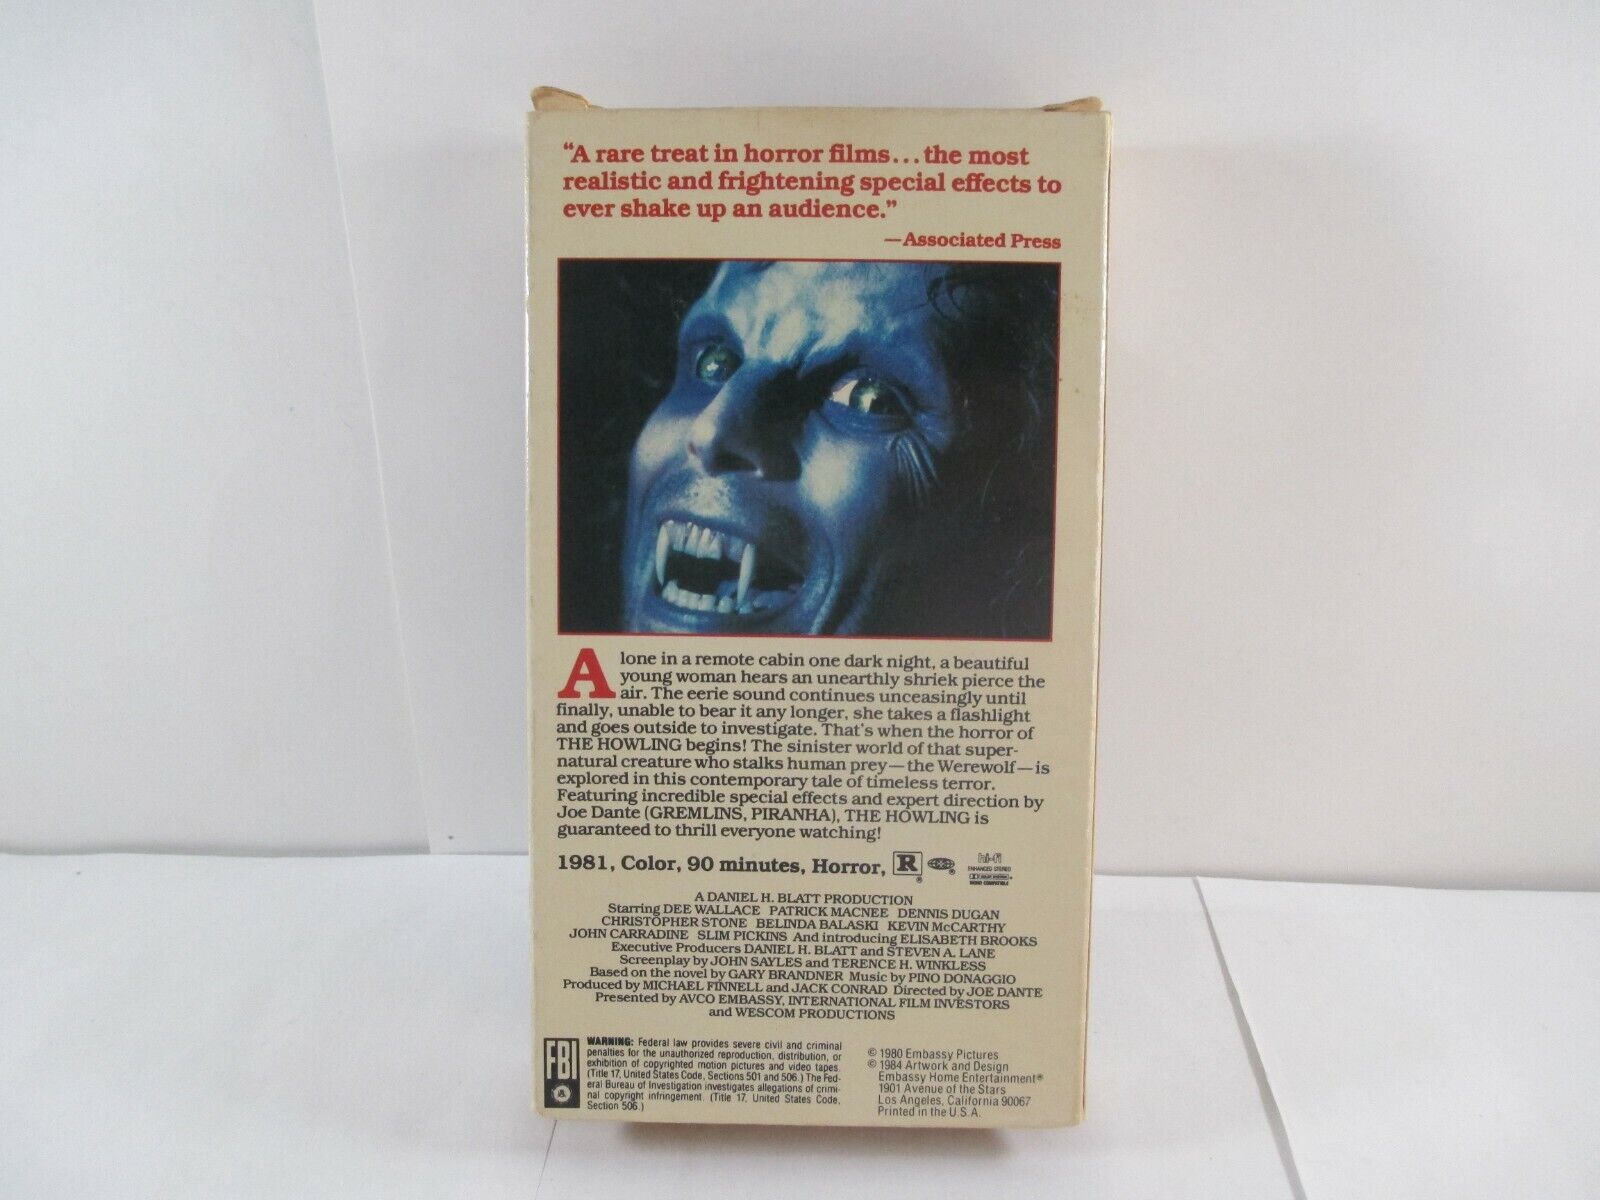 “A rare treat in horror films...the most
realistic and frightening special effects to
ever shake up an audience.”
—Associated Press
Alone in a remote cabin one dark night, a beautiful
young woman hears an unearthly shriek pierce the
air. The eerie sound continues unceasingly until
finally, unable to bear it any longer, she takes a flashlight
and goes outside to investigate. That's when the horror of
THE HOWLING begins! The sinister world of that super-
natural creature who stalks human prey—the Werewolf—is
explored in this contemporary tale of timeless terror.
Featuring incredible special effects and expert direction by
Joe Dante (GREMLINS, PIRANHA), THE HOWLING is
guaranteed to thrill everyone watching!
1981, Color, 90 minutes, Horror, R
hi-fi
ENHANCED STEREO
MONO COMPATIBLE
A DANIEL H. BLATT PRODUCTION
Starring DEE WALLACE PATRICK MACNEE DENNIS DUGAN
CHRISTOPHER STONE BELINDA BALASKI KEVIN McCARTHY
JOHN CARRADINE SLIM PICKINS And introducing ELISABETH BROOKS
Executive Producers DANIEL H. BLATT and STEVEN A. LANE
Screenplay by JOHN SAYLES and TERENCE H. WINKLESS
Based on the novel by GARY BRANDNER Music by PINO DONAGGIO
Produced by MICHAEL FINNELL and JACK CONRAD Directed by JOE DANTE
Presented by AVCO EMBASSY, INTERNATIONAL FILM INVESTORS
and WESCOM PRODUCTIONS
FBI
WARNING: Federal law provides severe civil and criminal
penalties for the unauthorized reproduction, distribution, or
exhibition of copyrighted motion pictures and video tapes.
(Title 17, United States Code, Sections 501 and 506.) The Fed-
eral Bureau of Investigation investigates allegations of crimi-
nal copyright infringement. (Title 17, United States Code,
Section 506.)
© 1980 Embassy Pictures
© 1984 Artwork and Design
Embassy Home Entertainment®
1901 Avenue of the Stars
Los Angeles, California 90067
Printed in the U.S.A.